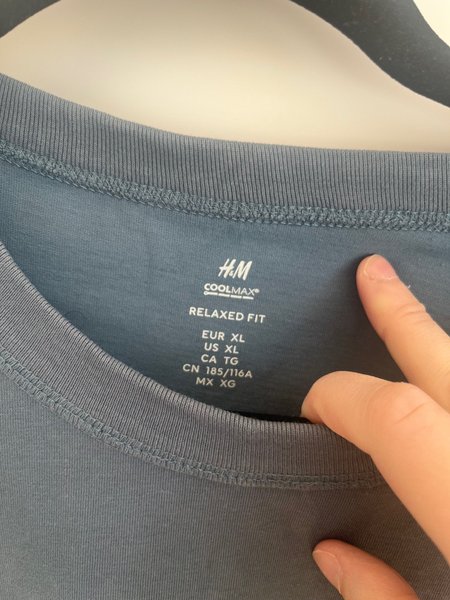 H&M
COOLMAX®
RELAXED FIT
EUR XL
US XL
CA TG
CN 185/116A
MX XG